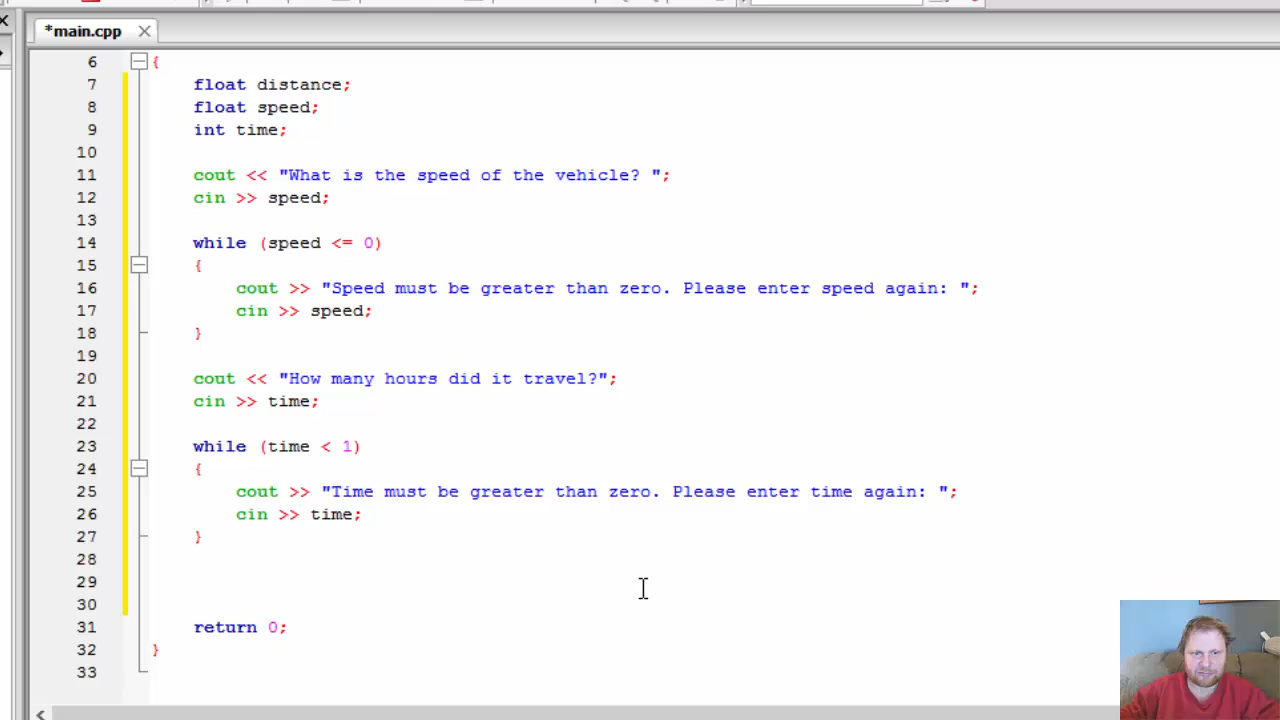 *main.cpp
6 {
7 float distance;
8 float speed;
9 int time;
10
11 cout << "What is the speed of the vehicle? ";
12 cin >> speed;
13
14 while (speed <= 0)
15 {
16 cout >> "Speed must be greater than zero. Please enter speed again: ";
17 cin >> speed;
18 }
19
20 cout << "How many hours did it travel?";
21 cin >> time;
22
23 while (time < 1)
24 {
25 cout >> "Time must be greater than zero. Please enter time again: ";
26 cin >> time;
27 }
28
29
30
31 return 0;
32 }
33